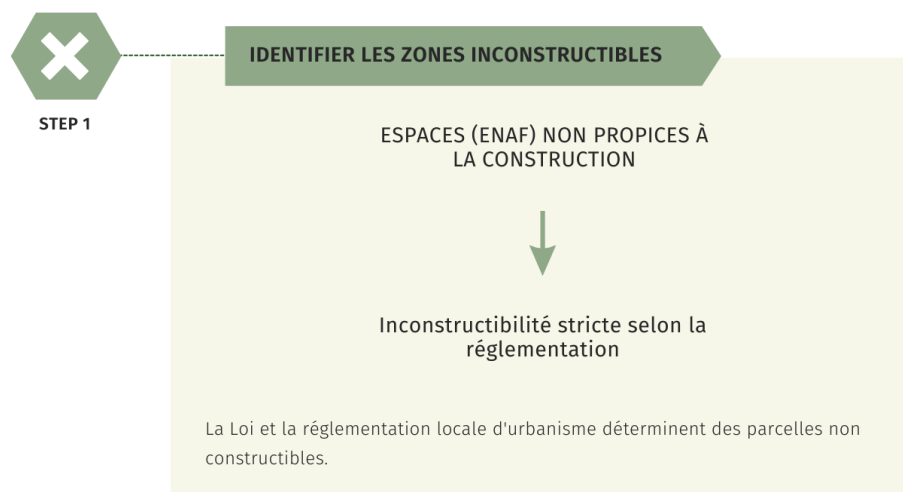 IDENTIFIER LES ZONES INCONSTRUCTIBLES
STEP 1
ESPACES (ENAF) NON PROPICES À
LA CONSTRUCTION
Inconstructibilité stricte selon la
réglementation
La Loi et la réglementation locale d'urbanisme déterminent des parcelles non
constructibles.